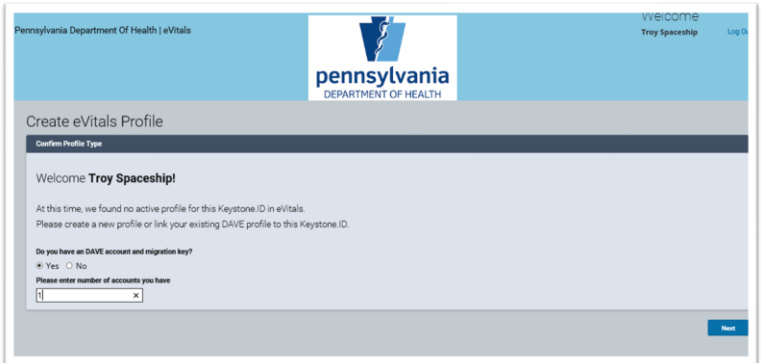 Pennsylvania Department Of Health | eVitals
Welcome
Troy Spaceship
Log Ou
pennsylvania
DEPARTMENT OF HEALTH
Create eVitals Profile
Confirm Profile Type
Welcome Troy Spaceship!
At this time, we found no active profile for this Keystone.ID in eVitals.
Please create a new profile or link your existing DAVE profile to this Keystone.ID.
Do you have an DAVE account and migration key?
Yes No
Please enter number of accounts you have
1
Next